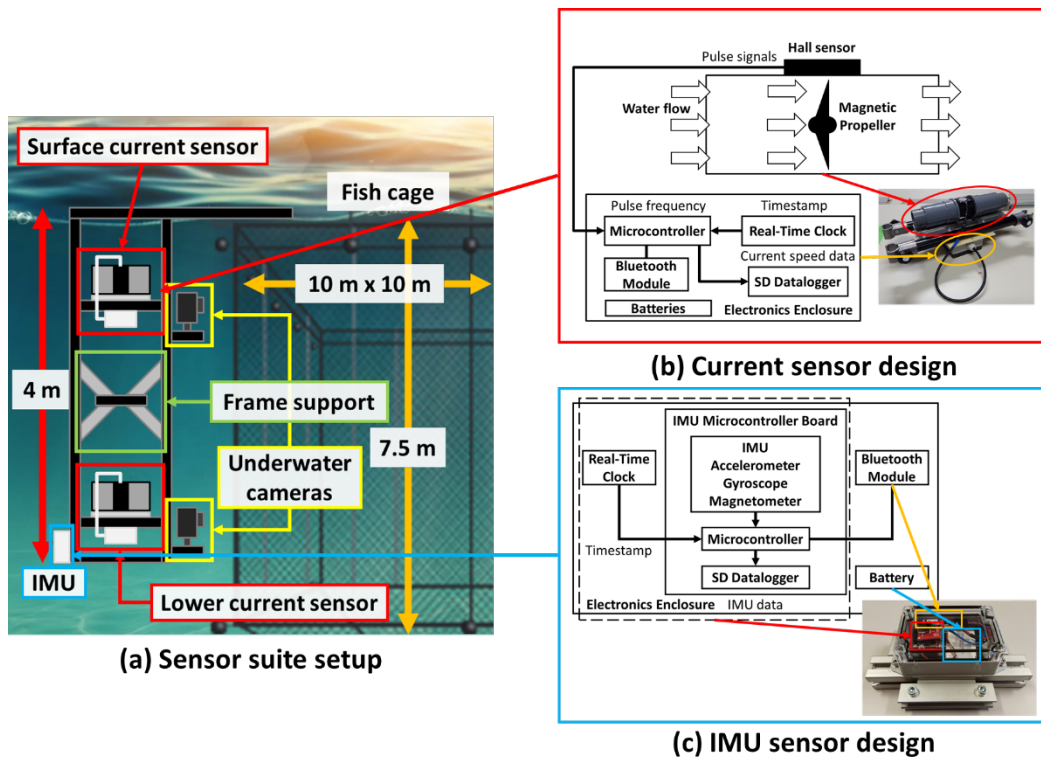 Surface current sensor
Fish cage
10 m x 10 m
4 m
Frame support
7.5 m
Underwater
cameras
IMU
Lower current sensor
(a) Sensor suite setup
Hall sensor
Pulse signals
Water flow
Magnetic
Propeller
Pulse frequency
Timestamp
Microcontroller
Real-Time Clock
Current speed data
Bluetooth
Module
SD Datalogger
Batteries
Electronics Enclosure
(b) Current sensor design
IMU Microcontroller Board
Real-Time
Clock
IMU
Accelerometer
Gyroscope
Magnetometer
Bluetooth
Module
Timestamp
Microcontroller
SD Datalogger
Battery
Electronics Enclosure
IMU data
(c) IMU sensor design